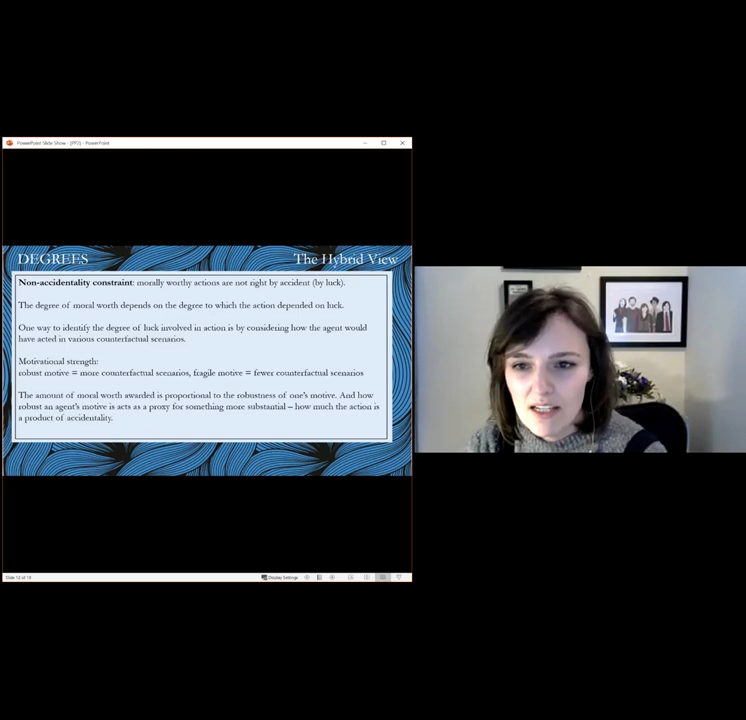 PowerPoint Slide Show - [PP2] - PowerPoint
DEGREES
The Hybrid View
Non-accidentality constraint: morally worthy actions are not right by accident (by luck).
The degree of moral worth depends on the degree to which the action depended on luck.
One way to identify the degree of luck involved in action is by considering how the agent would
have acted in various counterfactual scenarios.
Motivational strength:
robust motive = more counterfactual scenarios, fragile motive = fewer counterfactual scenarios
The amount of moral worth awarded is proportional to the robustness of one's motive. And how
robust an agent's motive is acts as a proxy for something more substantial – how much the action is
a product of accidentality.
Slide 12 of 18
Display Settings